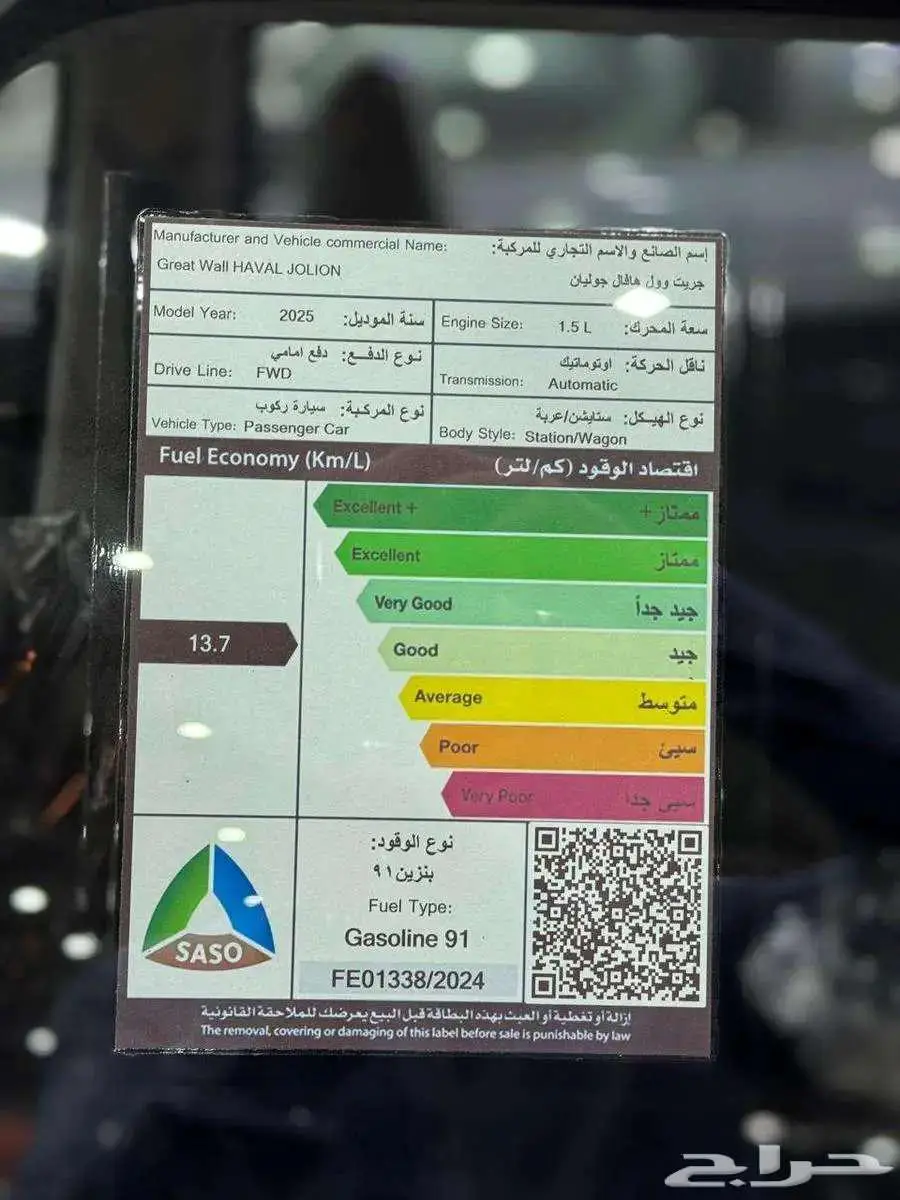 Manufacturer and Vehicle commercial Name: إسم الصانع والاسم التجاري للمركبة:
Great Wall HAVAL JOLION جريت وول هافال جوليان
Model Year: 2025 سنة الموديل:
Engine Size: 1.5 L سعة المحرك:
نوع الدفـع: دفع امامي
Drive Line: FWD
ناقل الحركة: اوتوماتيك
Transmission: Automatic
نوع المركبة: سيارة ركوب
Vehicle Type: Passenger Car
نوع الهيكل: ستايشن/عربة
Body Style: Station/Wagon
Fuel Economy (Km/L) اقتصاد الوقود (كم/لتر)
Excellent + ممتاز +
Excellent ممتاز
Very Good جيد جداً
13.7
Good جيد
Average متوسط
Poor سيئ
Very Poor سيئ جدا
SASO
نوع الوقود:
بنزين ٩١
Fuel Type:
Gasoline 91
FE01338/2024
إزالة أو تغطية أو العبث بهذه البطاقة قبل البيع يعرضك للملاحقة القانونية
The removal, covering or damaging of this label before sale is punishable by law
حراج